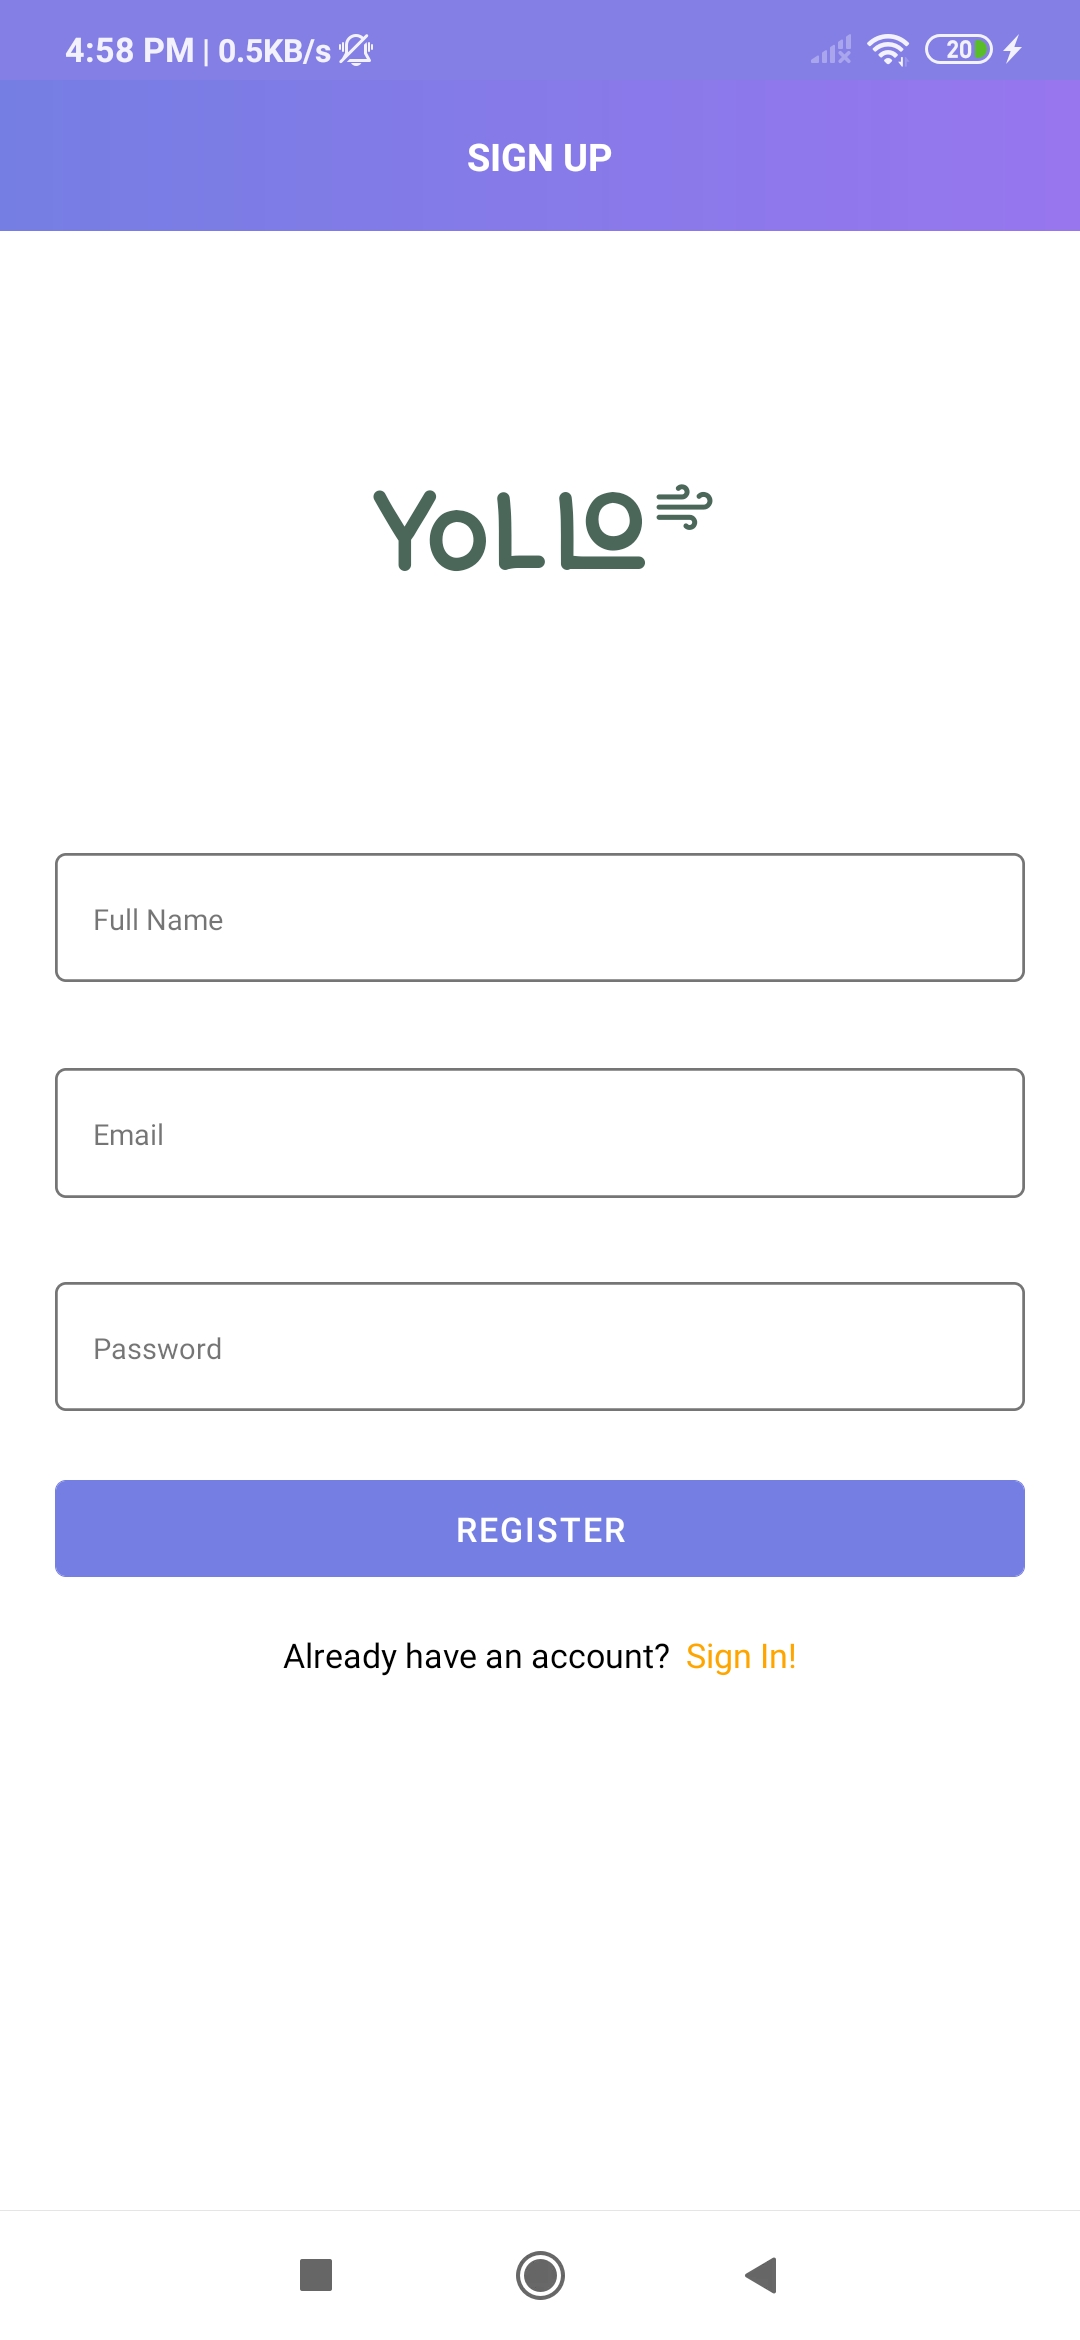 4:58 PM | 0.5KB/s 20
SIGN UP
YOLLO
Full Name
Email
Password
REGISTER
Already have an account? Sign In!